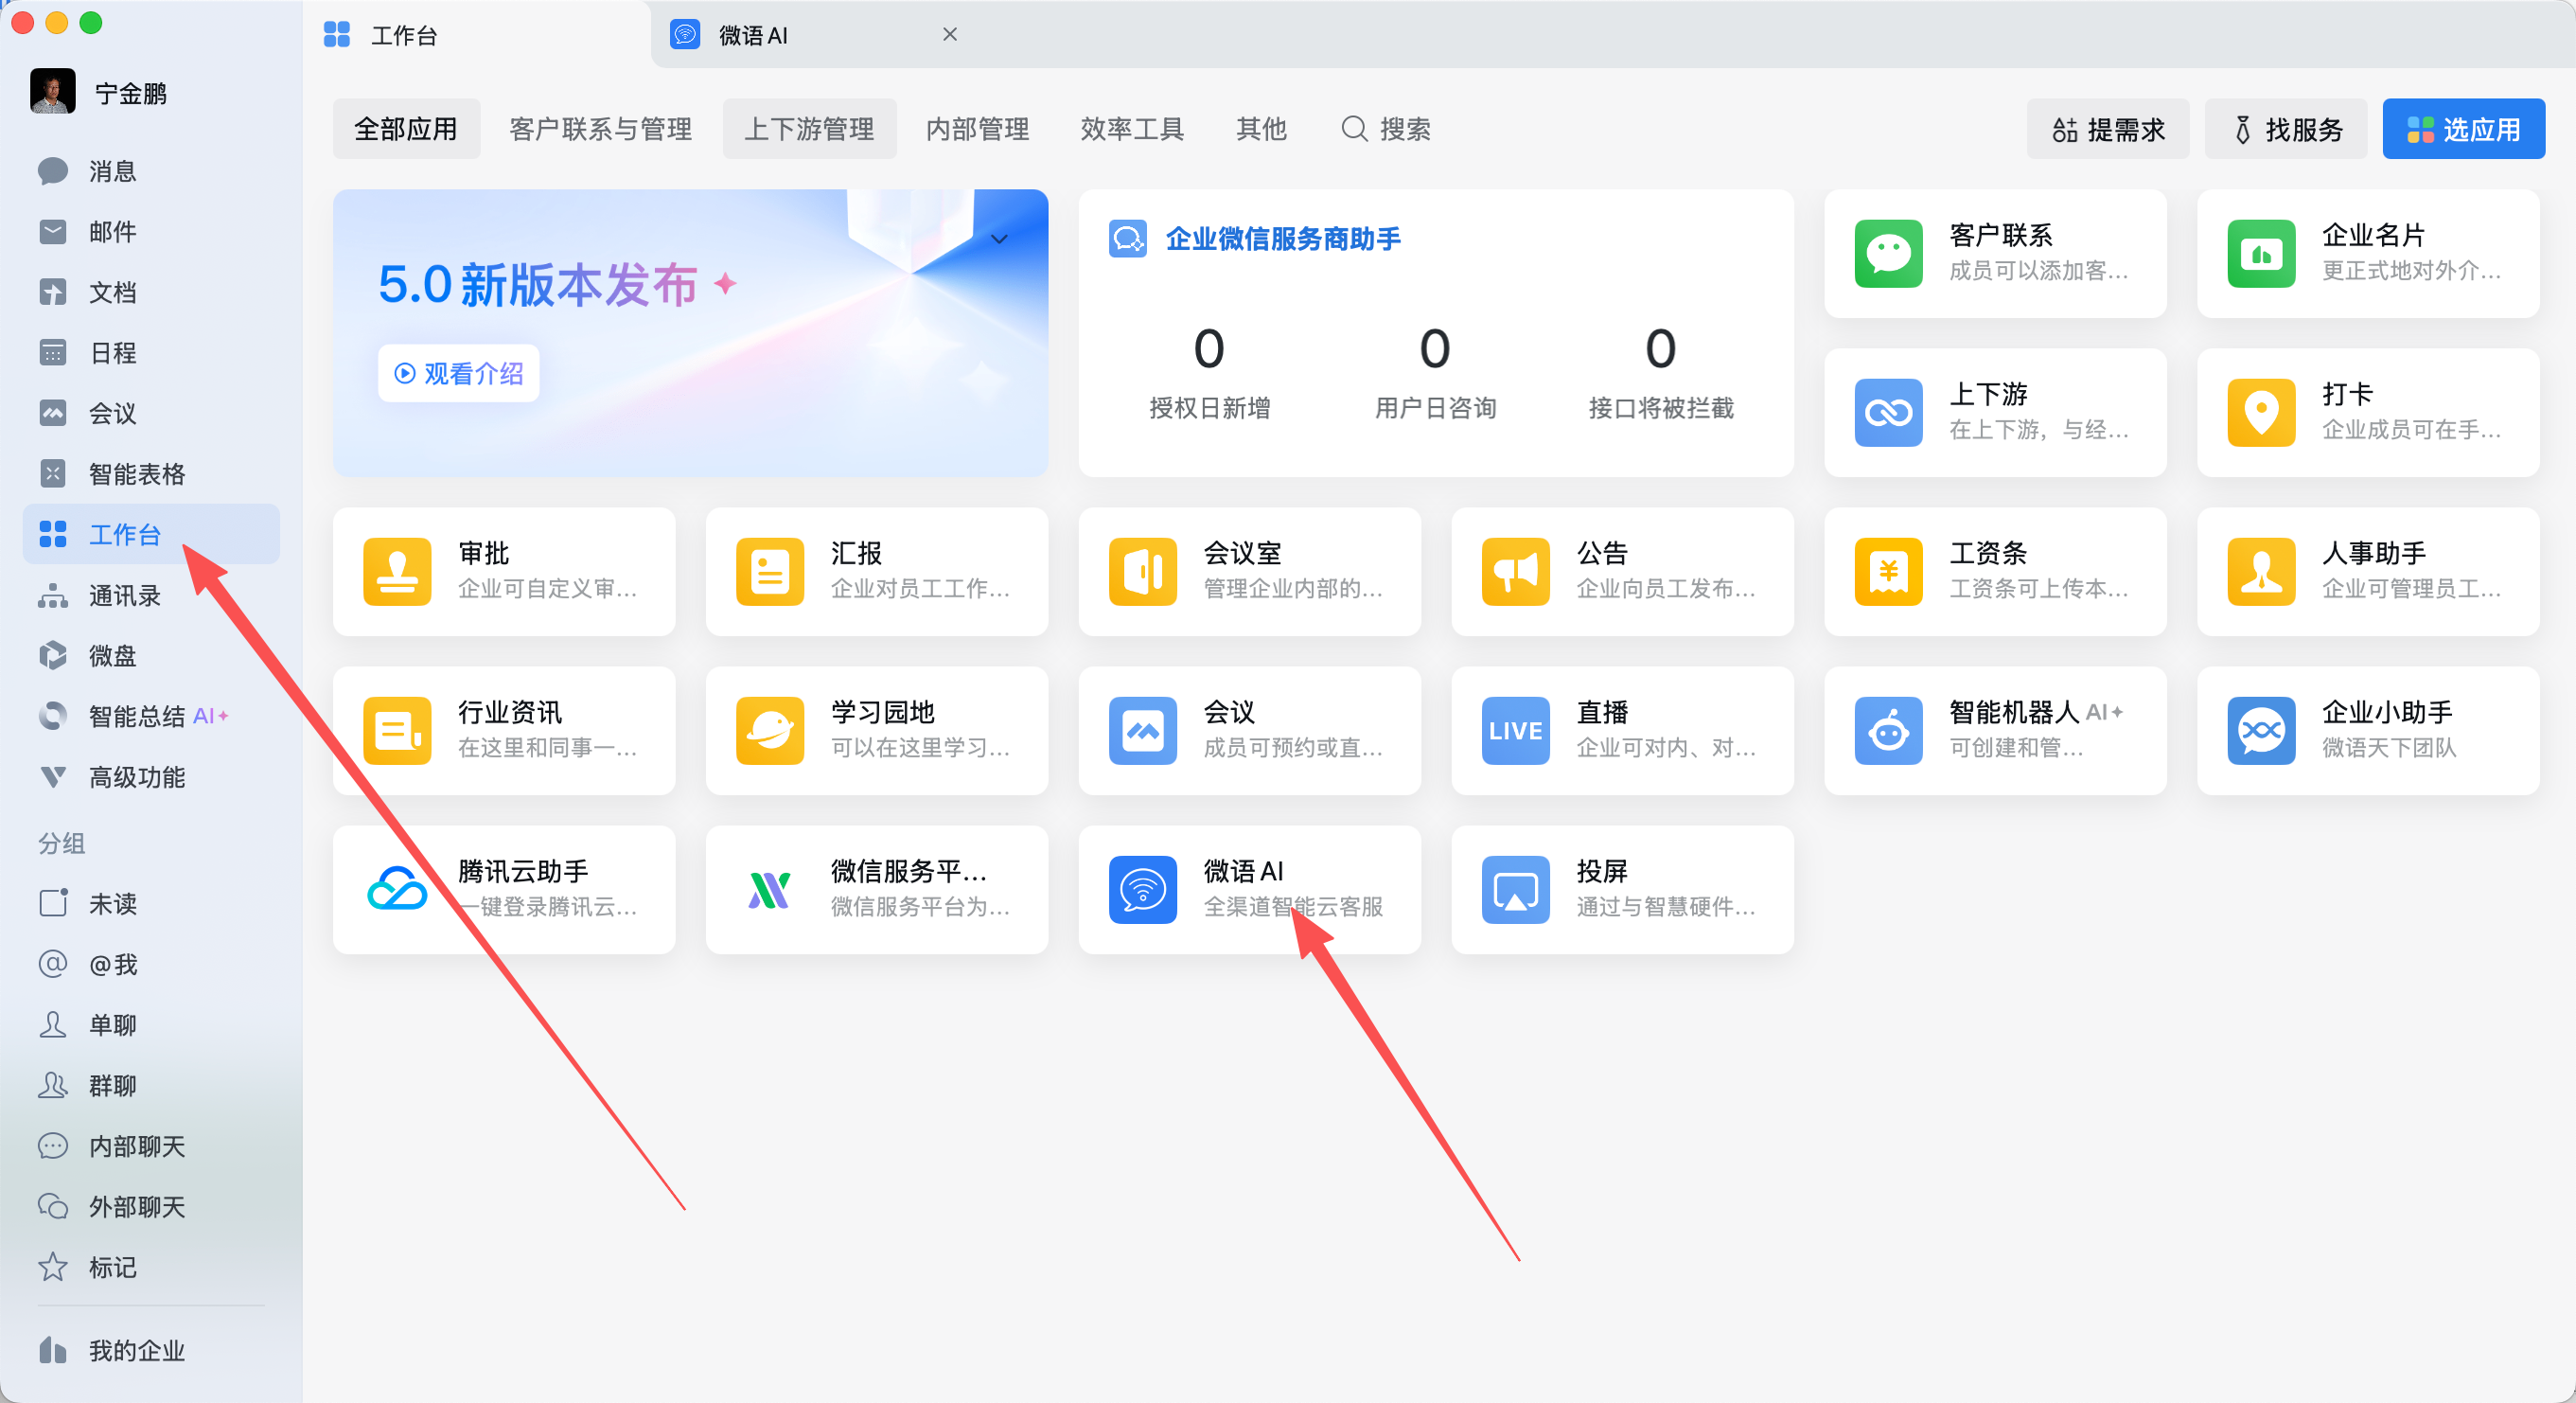 工作台
微语 AI
宁金鹏
消息
邮件
文档
日程
会议
智能表格
工作台
通讯录
微盘
智能总结 AI
高级功能
分组
未读
@我
单聊
群聊
内部聊天
外部聊天
标记
我的企业
全部应用
客户联系与管理
上下游管理
内部管理
效率工具
其他
搜索
提需求
找服务
选应用
5.0 新版本发布
观看介绍
企业微信服务商助手
0
授权日新增
0
用户日咨询
0
接口将被拦截
客户联系
成员可以添加客...
企业名片
更正式地对外介...
上下游
在上下游，与经...
打卡
企业成员可在手...
审批
企业可自定义审...
汇报
企业对员工工作...
会议室
管理企业内部的...
公告
企业向员工发布...
工资条
工资条可上传本...
人事助手
企业可管理员工...
行业资讯
在这里和同事一...
学习园地
可以在这里学习...
会议
成员可预约或直...
LIVE
直播
企业可对内、对...
智能机器人 AI
可创建和管...
企业小助手
微语天下团队
腾讯云助手
一键登录腾讯云...
微信服务平...
微信服务平台为...
微语 AI
全渠道智能云客服
投屏
通过与智慧硬件...